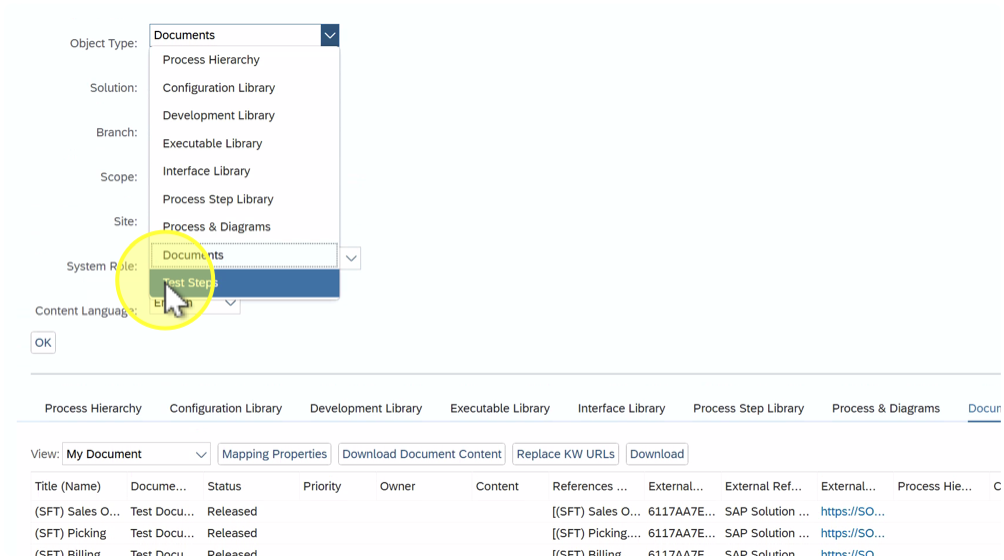 Object Type: Documents
Process Hierarchy
Solution: Configuration Library
Development Library
Branch:
Executable Library
Scope: Interface Library
Process Step Library
Site: Process & Diagrams
Documents
System Role:
Test Steps
Content Language: English
OK
Process Hierarchy Configuration Library Development Library Executable Library Interface Library Process Step Library Process & Diagrams Docum
View: My Document Mapping Properties Download Document Content Replace KW URLs Download
Title (Name) Docume... Status Priority Owner Content References ... External... External Ref... External... Process Hie... C
(SFT) Sales O... Test Docu... Released [(SFT) Sales O... 6117AA7E... SAP Solution ... https://SO...
(SFT) Picking Test Docu... Released [(SFT) Picking.... 6117AA7E... SAP Solution ... https://SO...
(SFT) Billing Test Docu... Released [(SFT) Billing 6117AA7E... SAP Solution ... https://SO...